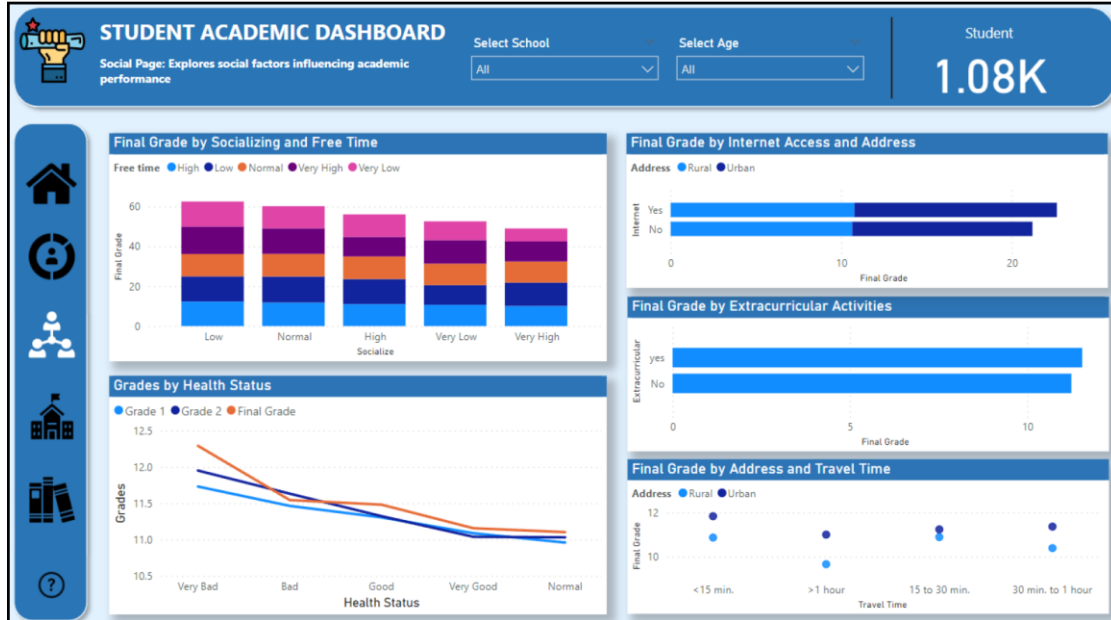 STUDENT ACADEMIC DASHBOARD
Social Page: Explores social factors influencing academic
performance
Select School
All
Select Age
All
Student
1.08K
Final Grade by Socializing and Free Time
Free time High Low Normal Very High Very Low
Final Grade
60
40
20
0
Low Normal High Very Low Very High
Socialize
Grades by Health Status
Grade 1 Grade 2 Final Grade
Grades
12.5
12.0
11.5
11.0
10.5
Very Bad Bad Good Very Good Normal
Health Status
Final Grade by Internet Access and Address
Address Rural Urban
Internet
Yes
No
0 10 20
Final Grade
Final Grade by Extracurricular Activities
Extracurricular
yes
No
0 5 10
Final Grade
Final Grade by Address and Travel Time
Address Rural Urban
Final Grade
12
10
<15 min. >1 hour 15 to 30 min. 30 min. to 1 hour
Travel Time
?